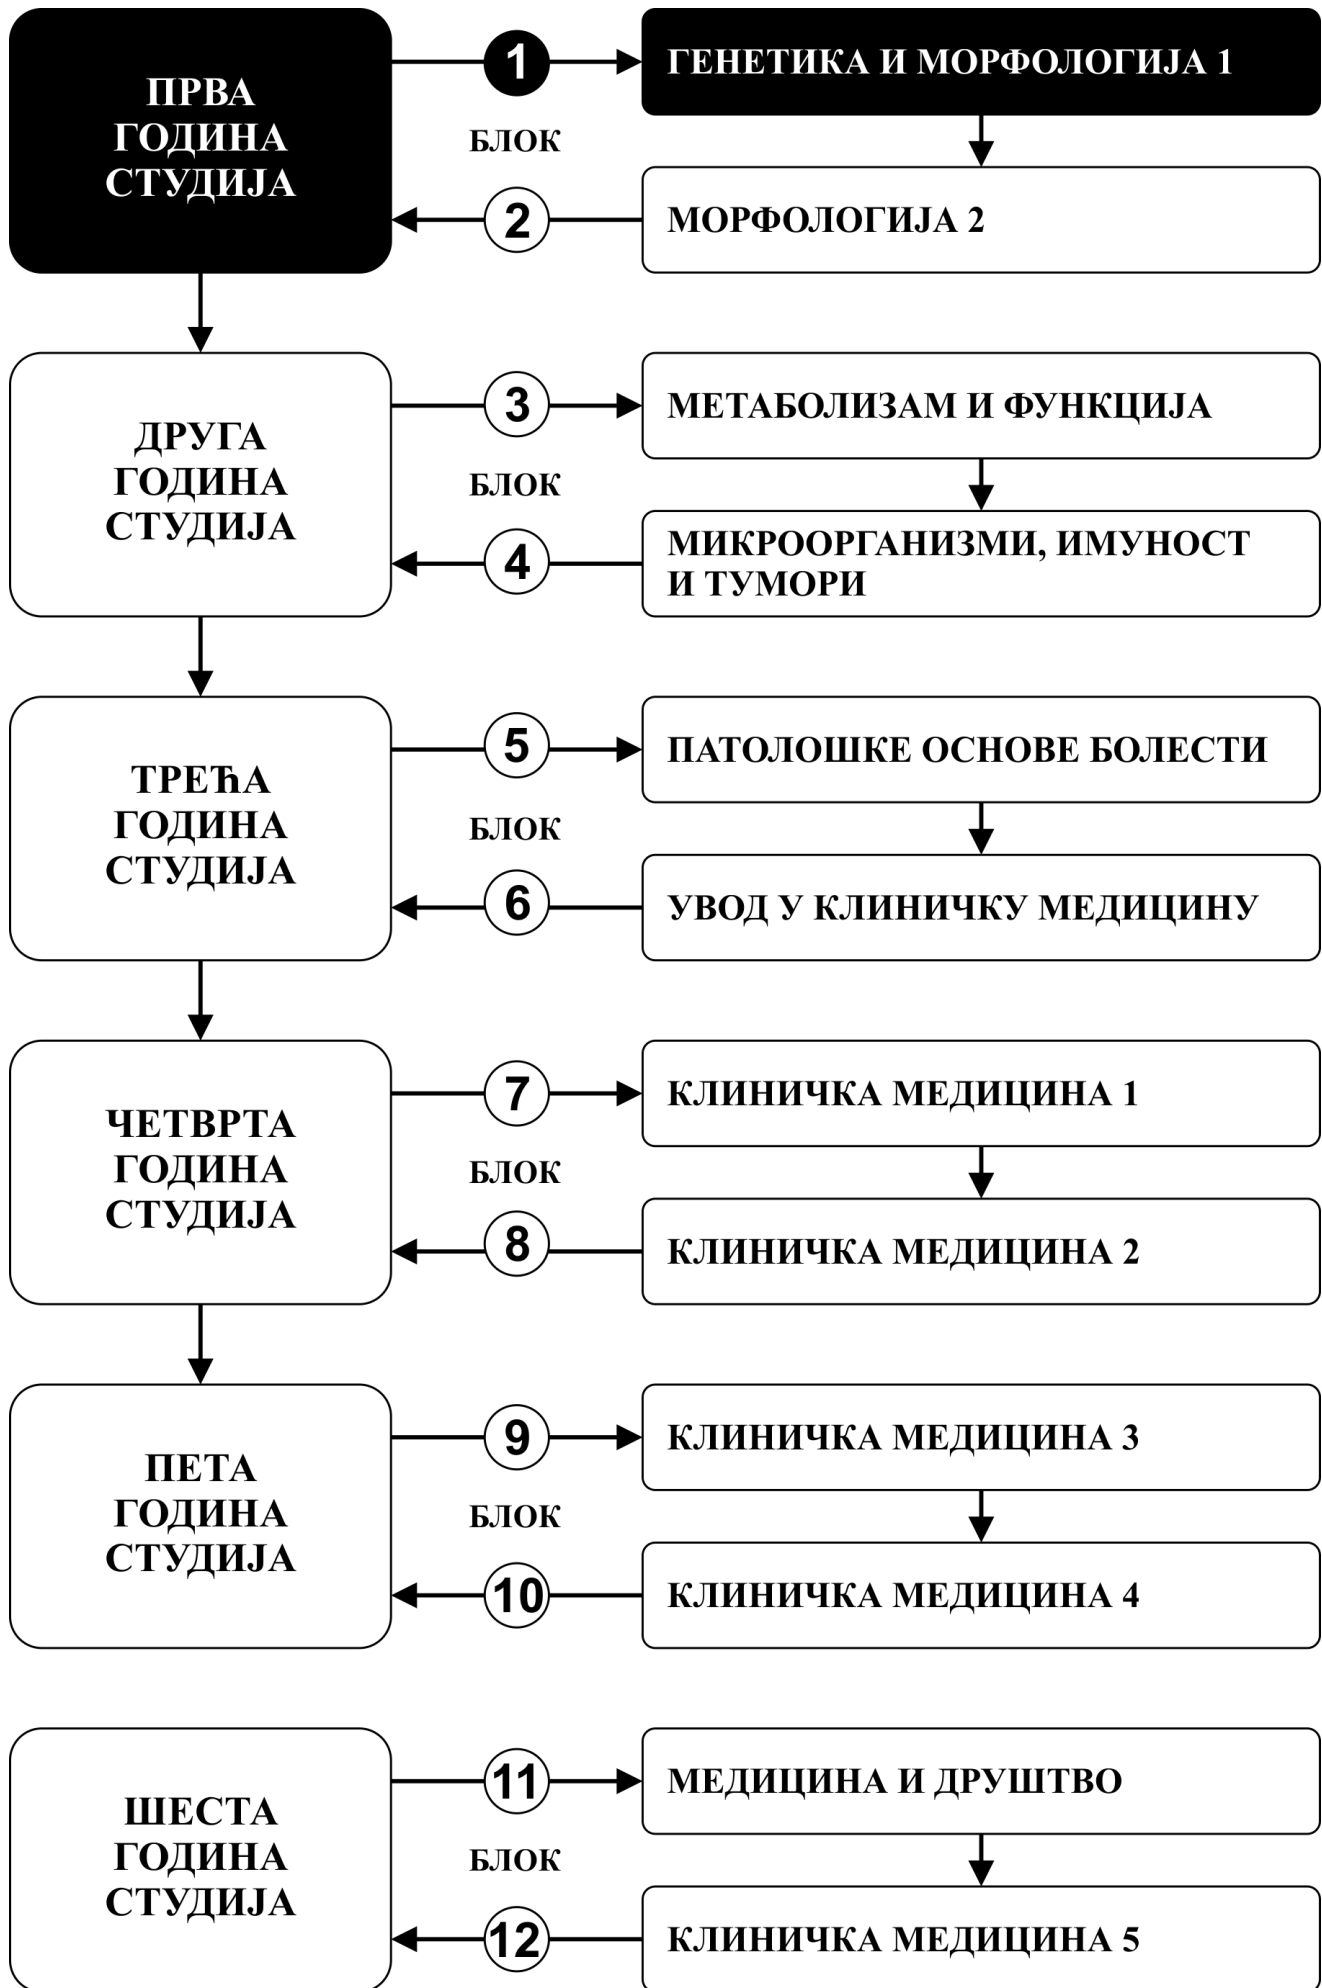 ПРВА
ГОДИНА
СТУДИЈА
1
ГЕНЕТИКА И МОРФОЛОГИЈА 1
БЛОК
2
МОРФОЛОГИЈА 2
ДРУГА
ГОДИНА
СТУДИЈА
3
МЕТАБОЛИЗАМ И ФУНКЦИЈА
БЛОК
4
МИКРООРГАНИЗМИ, ИМУНОСТ
И ТУМОРИ
ТРЕЋА
ГОДИНА
СТУДИЈА
5
ПАТОЛОШКЕ ОСНОВЕ БОЛЕСТИ
БЛОК
6
УВОД У КЛИНИЧКУ МЕДИЦИНУ
ЧЕТВРТА
ГОДИНА
СТУДИЈА
7
КЛИНИЧКА МЕДИЦИНА 1
БЛОК
8
КЛИНИЧКА МЕДИЦИНА 2
ПЕТА
ГОДИНА
СТУДИЈА
9
КЛИНИЧКА МЕДИЦИНА 3
БЛОК
10
КЛИНИЧКА МЕДИЦИНА 4
ШЕСТА
ГОДИНА
СТУДИЈА
11
МЕДИЦИНА И ДРУШТВО
БЛОК
12
КЛИНИЧКА МЕДИЦИНА 5